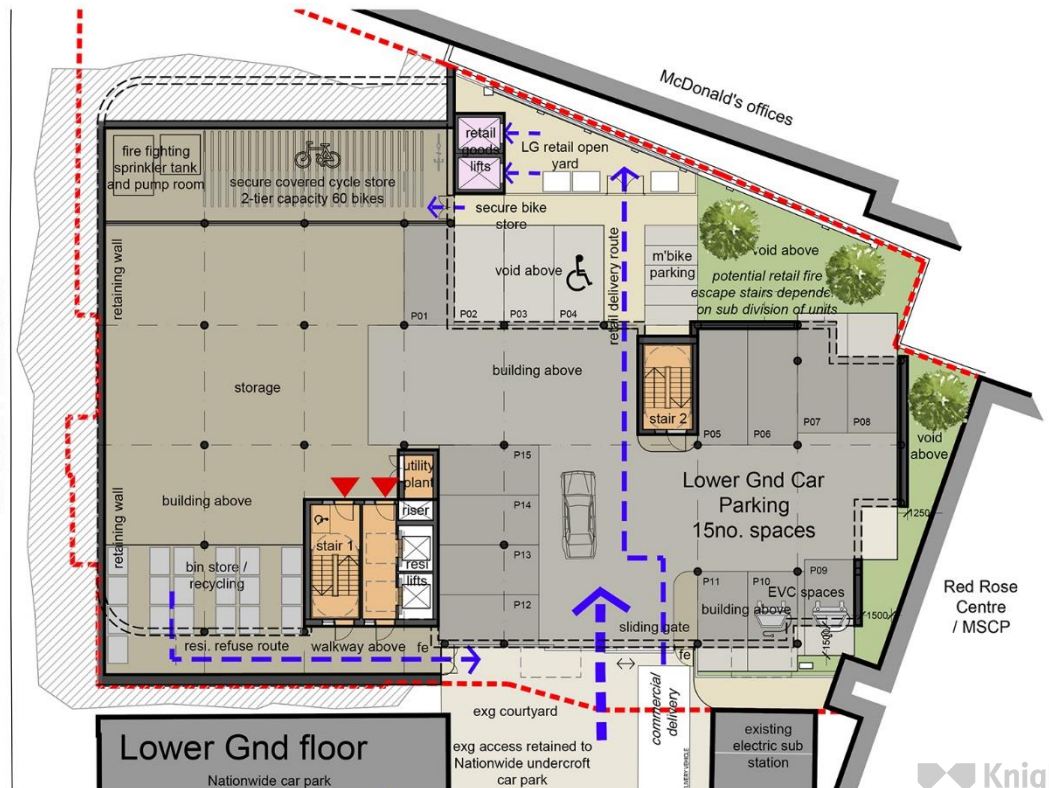 McDonald's offices
fire fighting
sprinkler tank
and pump room
secure covered cycle store
2-tier capacity 60 bikes
retail
goods
lifts
LG retail open
yard
secure bike
store
retaining wall
void above
retail delivery route
m'bike
parking
void above
potential retail fire
escape stairs depende
on sub division of units
P01
P02
P03
P04
storage
building above
stair 2
P05
P06
P07
P08
void
above
building above
utility
plant
riser
resi
lifts
stair 1
P15
P14
P13
P12
Lower Gnd Car
Parking
15no. spaces
1250
retaining wall
bin store /
recycling
P11
P10
P09
EVC spaces
building above
1500
1500
Red Rose
Centre
/ MSCP
resi. refuse route
walkway above
fe
sliding gate
fe
exg courtyard
commercial
delivery
Lower Gnd floor
Nationwide car park
exg access retained to
Nationwide undercroft
car park
existing
electric sub
station
Knig